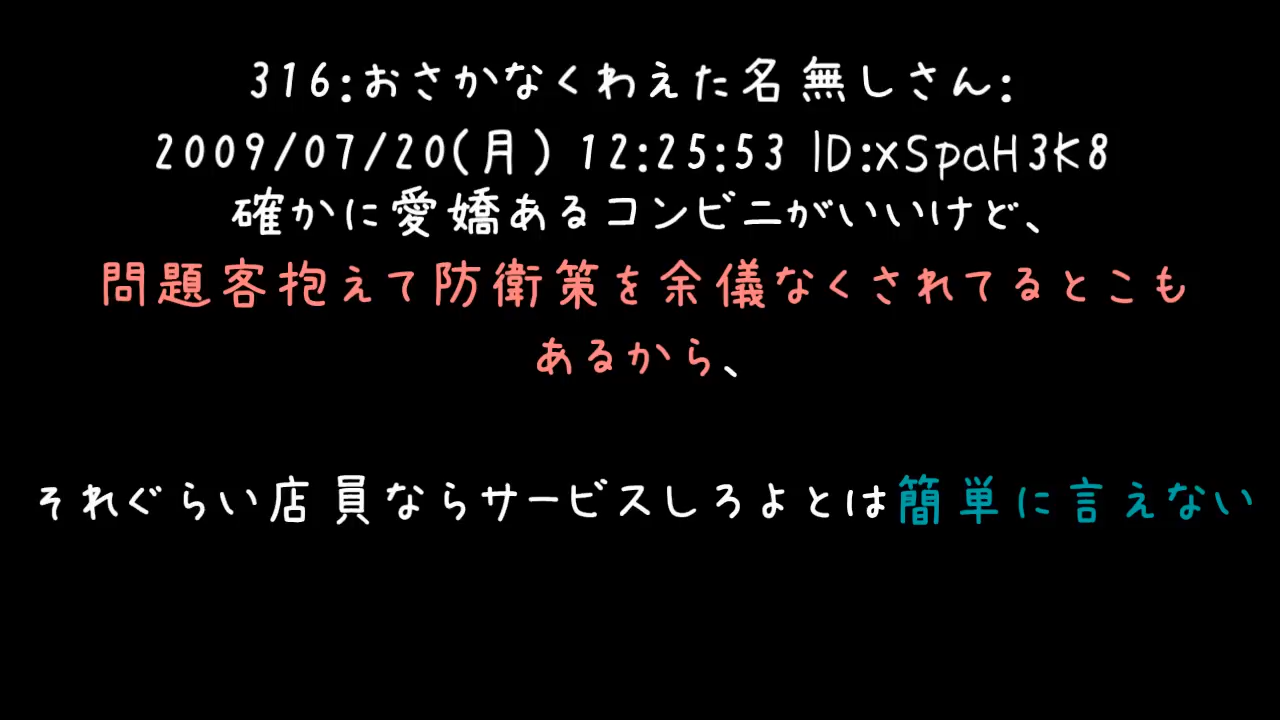 316:おさかなくわえた名無しさん:
2009/07/20(月) 12:25:53 ID:xSpaH3K8
確かに愛嬌あるコンビニがいいけど、
問題客抱えて防衛策を余儀なくされてるとこも
あるから、
それぐらい店員ならサービスしろよとは簡単に言えない